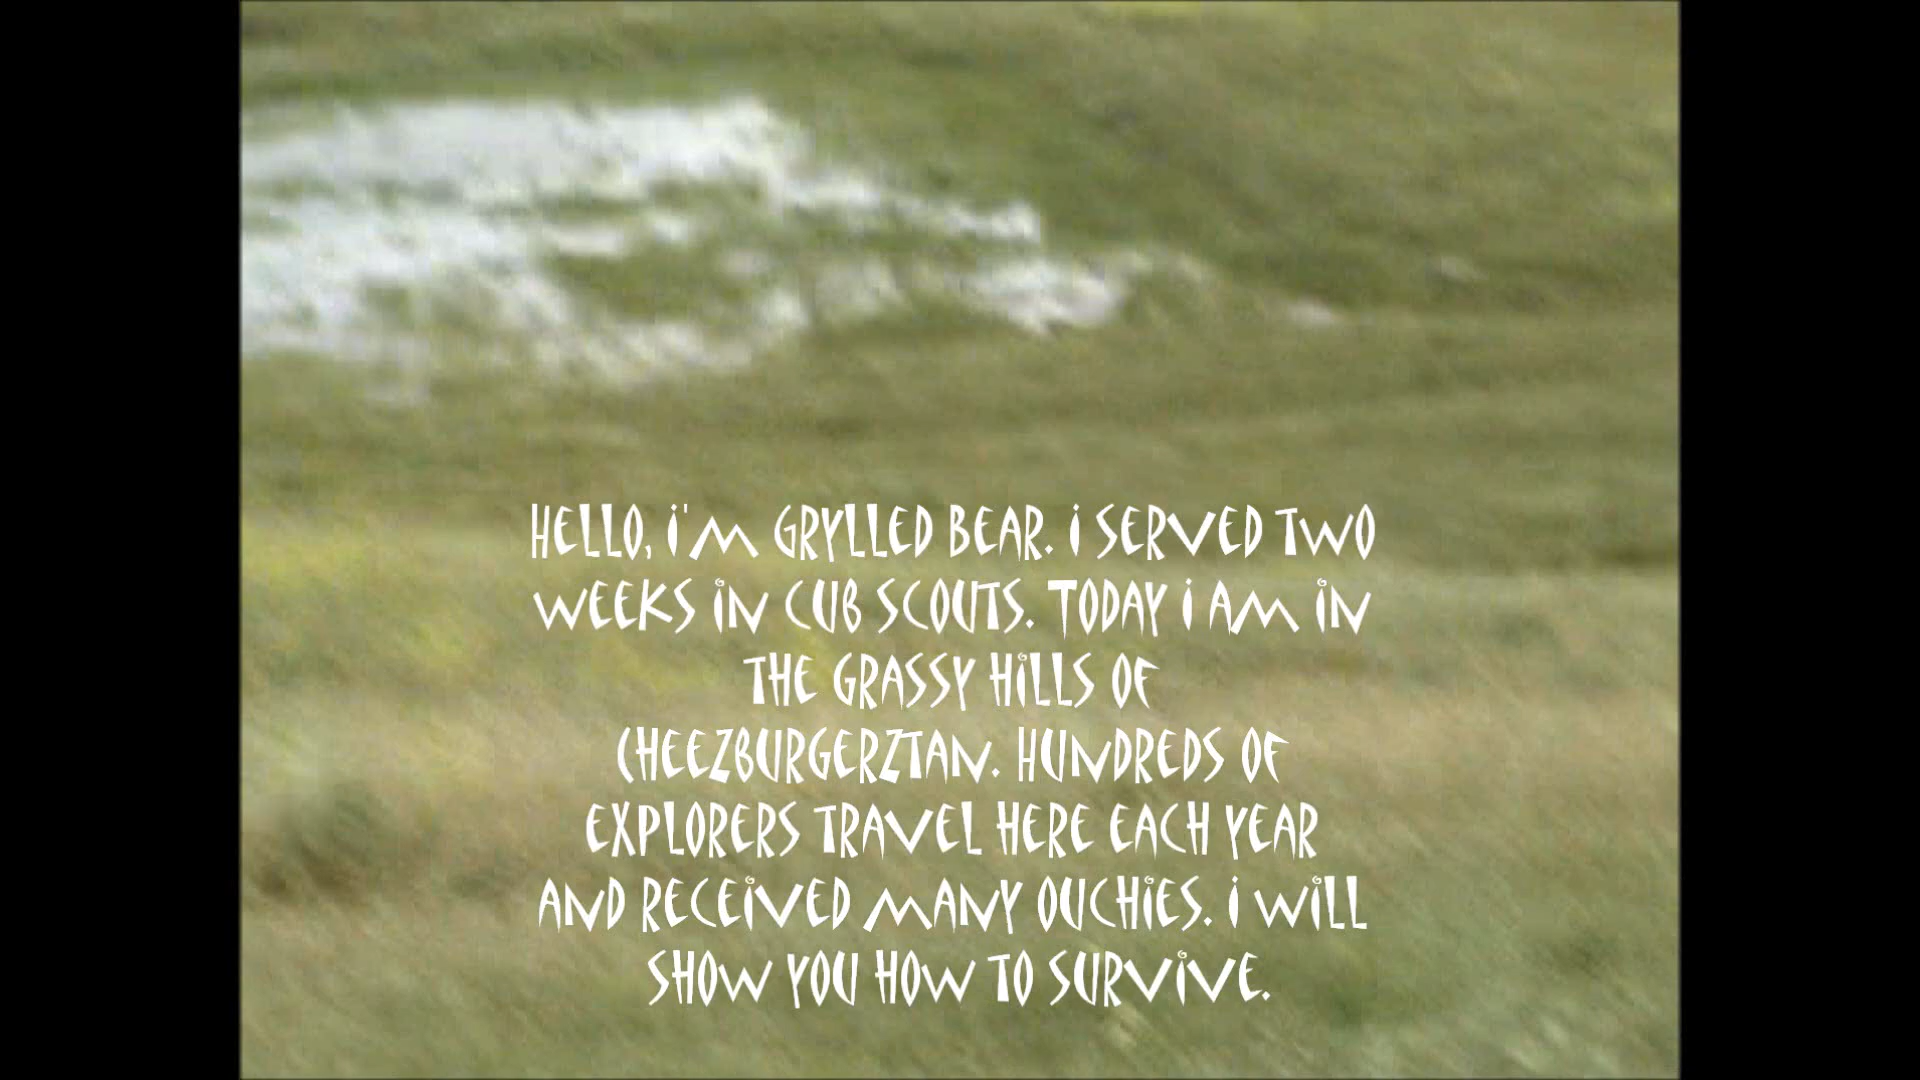 HELLO, i'M GRYLLED BEAR. i SERVED TWO
WEEKS iN CUB SCOUTS. TODAY i AM iN
THE GRASSY HiLLS OF
CHEEZBURGERZTAN. HUNDREDS OF
EXPLORERS TRAVEL HERE EACH YEAR
AND RECEiVED MANY OUCHiES. i WiLL
SHOW YOU HOW TO SURViVE.